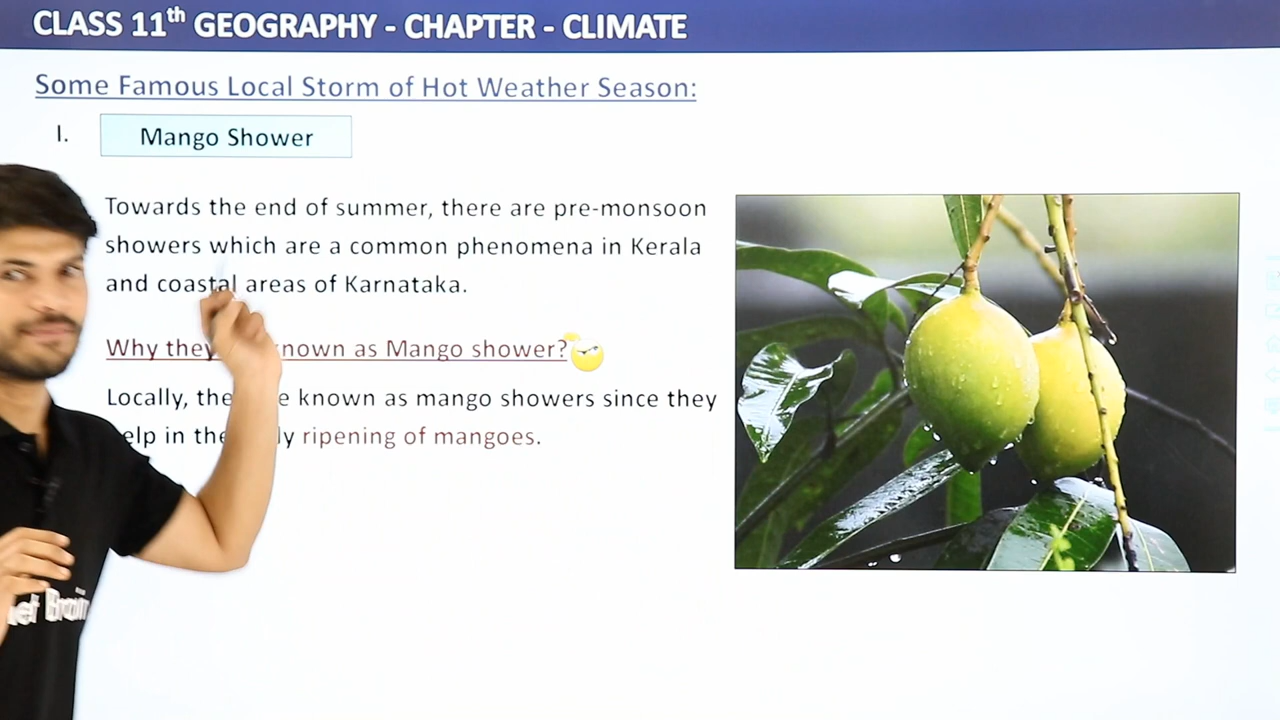 CLASS 11th GEOGRAPHY - CHAPTER - CLIMATE
Some Famous Local Storm of Hot Weather Season:
I.
Mango Shower
Towards the end of summer, there are pre-monsoon
showers which are a common phenomena in Kerala
and coastal areas of Karnataka.
Why they known as Mango shower?
Locally, known as mango showers since they
in ripening of mangoes.